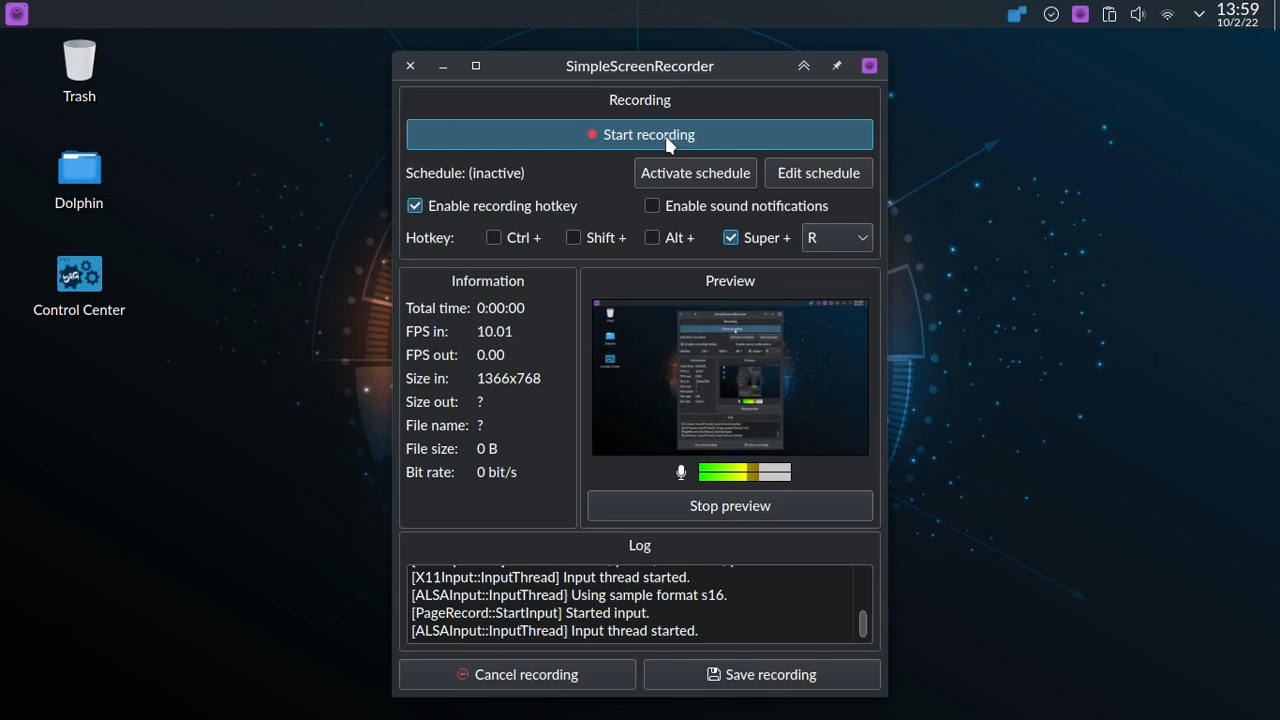 13:59
10/2/22
Trash
Dolphin
Control Center
SimpleScreenRecorder
Recording
Start recording
Schedule: (inactive)
Activate schedule
Edit schedule
Enable recording hotkey
Enable sound notifications
Hotkey:
Ctrl +
Shift +
Alt +
Super +
R
Information
Total time: 0:00:00
FPS in: 10.01
FPS out: 0.00
Size in: 1366x768
Size out: ?
File name: ?
File size: 0 B
Bit rate: 0 bit/s
Preview
Stop preview
Log
[X11Input::InputThread] Input thread started.
[ALSAInput::InputThread] Using sample format s16.
[PageRecord::StartInput] Started input.
[ALSAInput::InputThread] Input thread started.
Cancel recording
Save recording